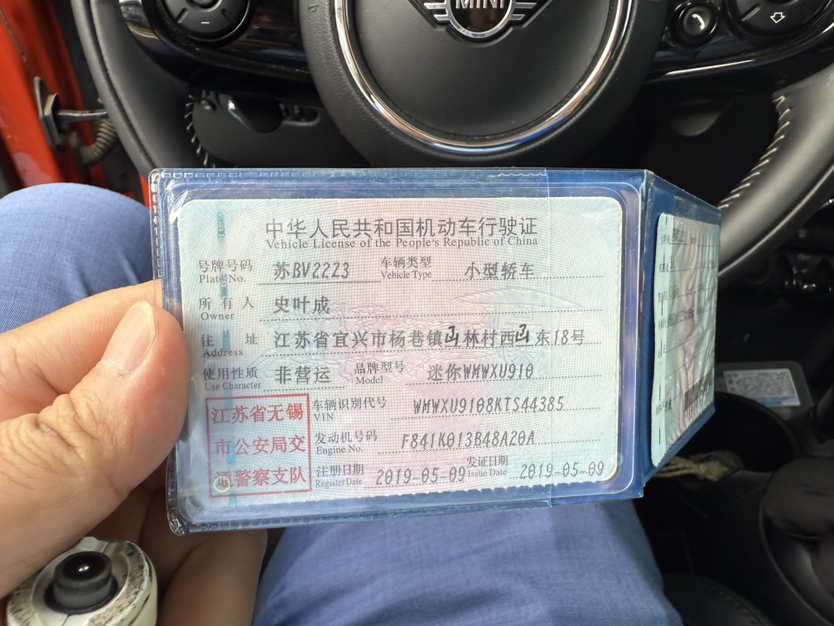 MINI
中华人民共和国机动车行驶证
Vehicle License of the People's Republic of China
号牌号码 苏BV2223 车辆类型 小型轿车
Plate No. Vehicle Type
所有人 史叶成
Owner
住址 江苏省宜兴市杨巷镇 林村西 东18号
Address
使用性质 非营运 品牌型号 迷你WMWXU910
Use Character Model
江苏省无锡
市公安局交
通警察支队
车辆识别代号 WMWXU9108KTS44385
VIN
发动机号码 F841K013B48A20A
Engine No.
注册日期 2019-05-09 发证日期 2019-05-09
Register Date Issue Date